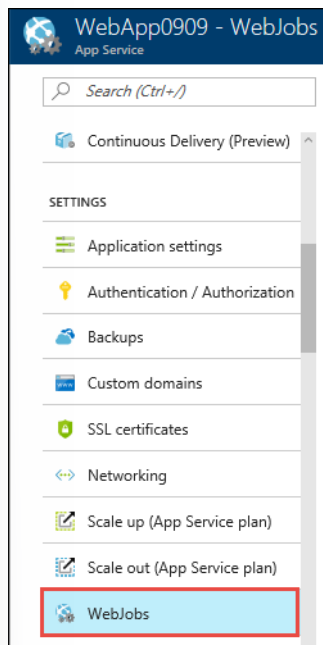 WebApp0909 - WebJobs
App Service
Search (Ctrl+/)
Continuous Delivery (Preview)
SETTINGS
Application settings
Authentication / Authorization
Backups
www
Custom domains
SSL certificates
Networking
Scale up (App Service plan)
Scale out (App Service plan)
WebJobs